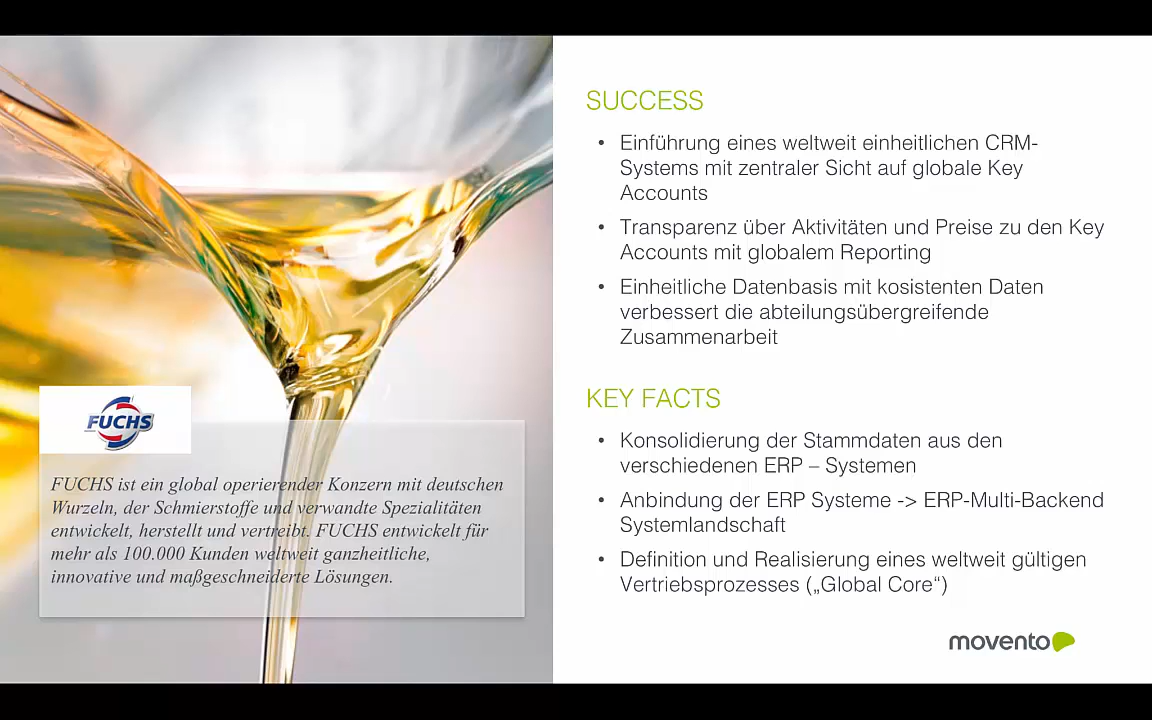 FUCHS
FUCHS ist ein global operierender Konzern mit deutschen
Wurzeln, der Schmierstoffe und verwandte Spezialitäten
entwickelt, herstellt und vertreibt. FUCHS entwickelt für
mehr als 100.000 Kunden weltweit ganzheitliche,
innovative und maßgeschneiderte Lösungen.
SUCCESS
• Einführung eines weltweit einheitlichen CRM-
Systems mit zentraler Sicht auf globale Key
Accounts
• Transparenz über Aktivitäten und Preise zu den Key
Accounts mit globalem Reporting
• Einheitliche Datenbasis mit kosistenten Daten
verbessert die abteilungsübergreifende
Zusammenarbeit
KEY FACTS
• Konsolidierung der Stammdaten aus den
verschiedenen ERP – Systemen
• Anbindung der ERP Systeme -> ERP-Multi-Backend
Systemlandschaft
• Definition und Realisierung eines weltweit gültigen
Vertriebsprozesses („Global Core“)
movento